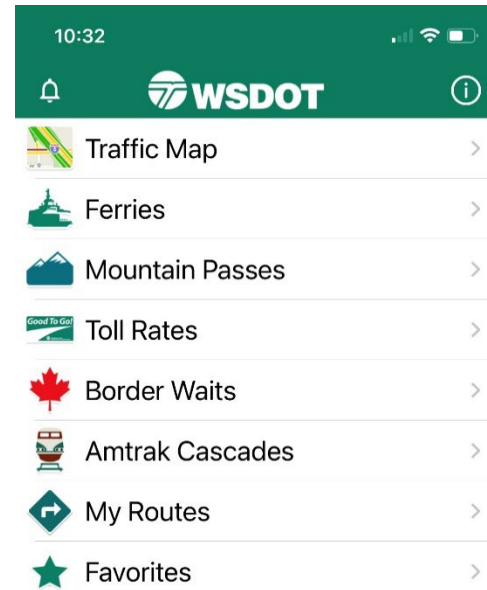 10:32
WSDOT
Traffic Map
Ferries
Mountain Passes
Good To Go!
Toll Rates
Border Waits
Amtrak Cascades
My Routes
Favorites